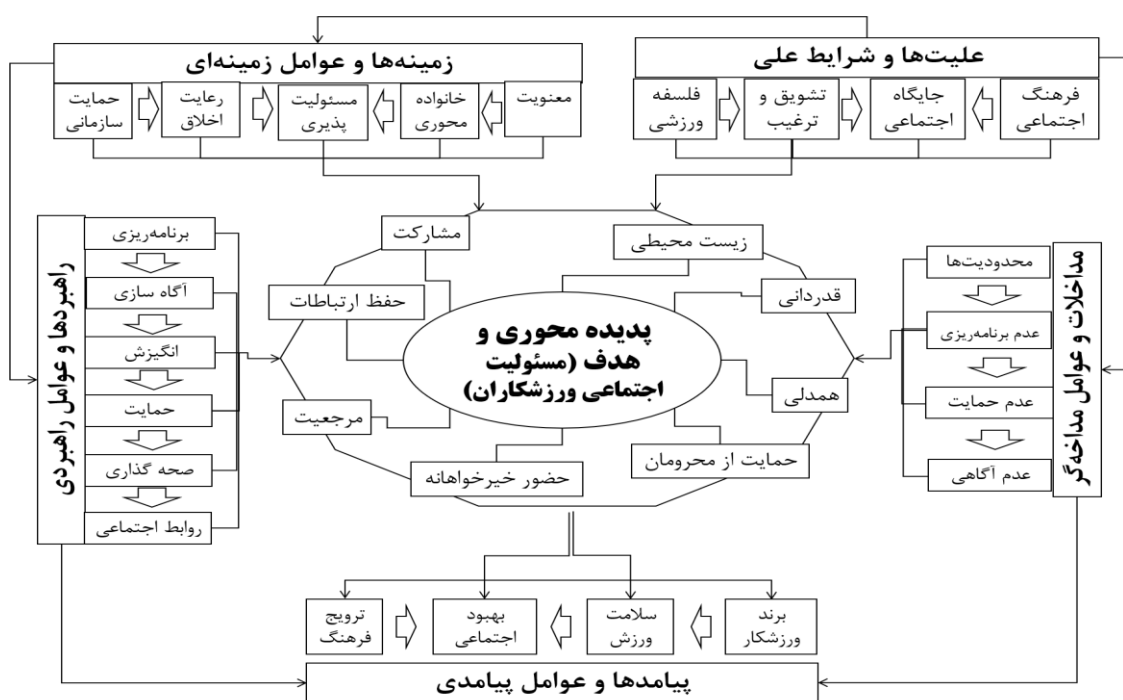 علیت‌ها و شرایط علی
فرهنگ
اجتماعی
جایگاه
اجتماعی
تشویق و
ترغیب
فلسفه
ورزشی
زمینه‌ها و عوامل زمینه‌ای
معنویت
خانواده
محوری
مسئولیت
پذیری
رعایت
اخلاق
حمایت
سازمانی
مداخلات و عوامل مداخه‌گر
محدودیت‌ها
عدم برنامه‌ریزی
عدم حمایت
عدم آگاهی
زیست محیطی
قدردانی
همدلی
حمایت از محرومان
حضور خیرخواهانه
مرجعیت
حفظ ارتباطات
مشارکت
پدیده محوری و
هدف (مسئولیت
اجتماعی ورزشکاران)
راهبردها و عوامل راهبردی
برنامه‌ریزی
آگاه سازی
انگیزش
حمایت
صحه گذاری
روابط اجتماعی
برند
ورزشکار
سلامت
ورزش
بهبود
اجتماعی
ترویج
فرهنگ
پیامدها و عوامل پیامدی